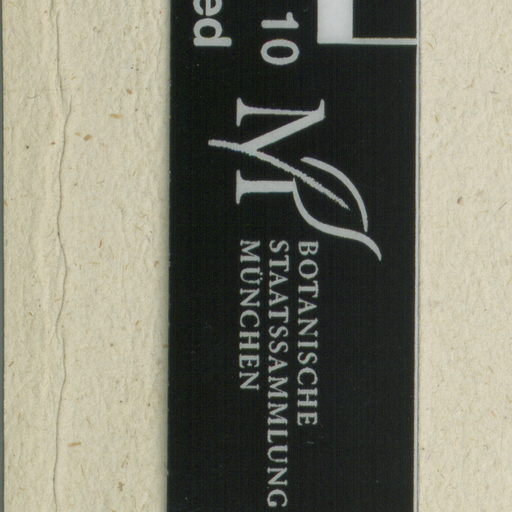 10
ed
BOTANISCHE
STAATSSAMMLUNG
MÜNCHEN